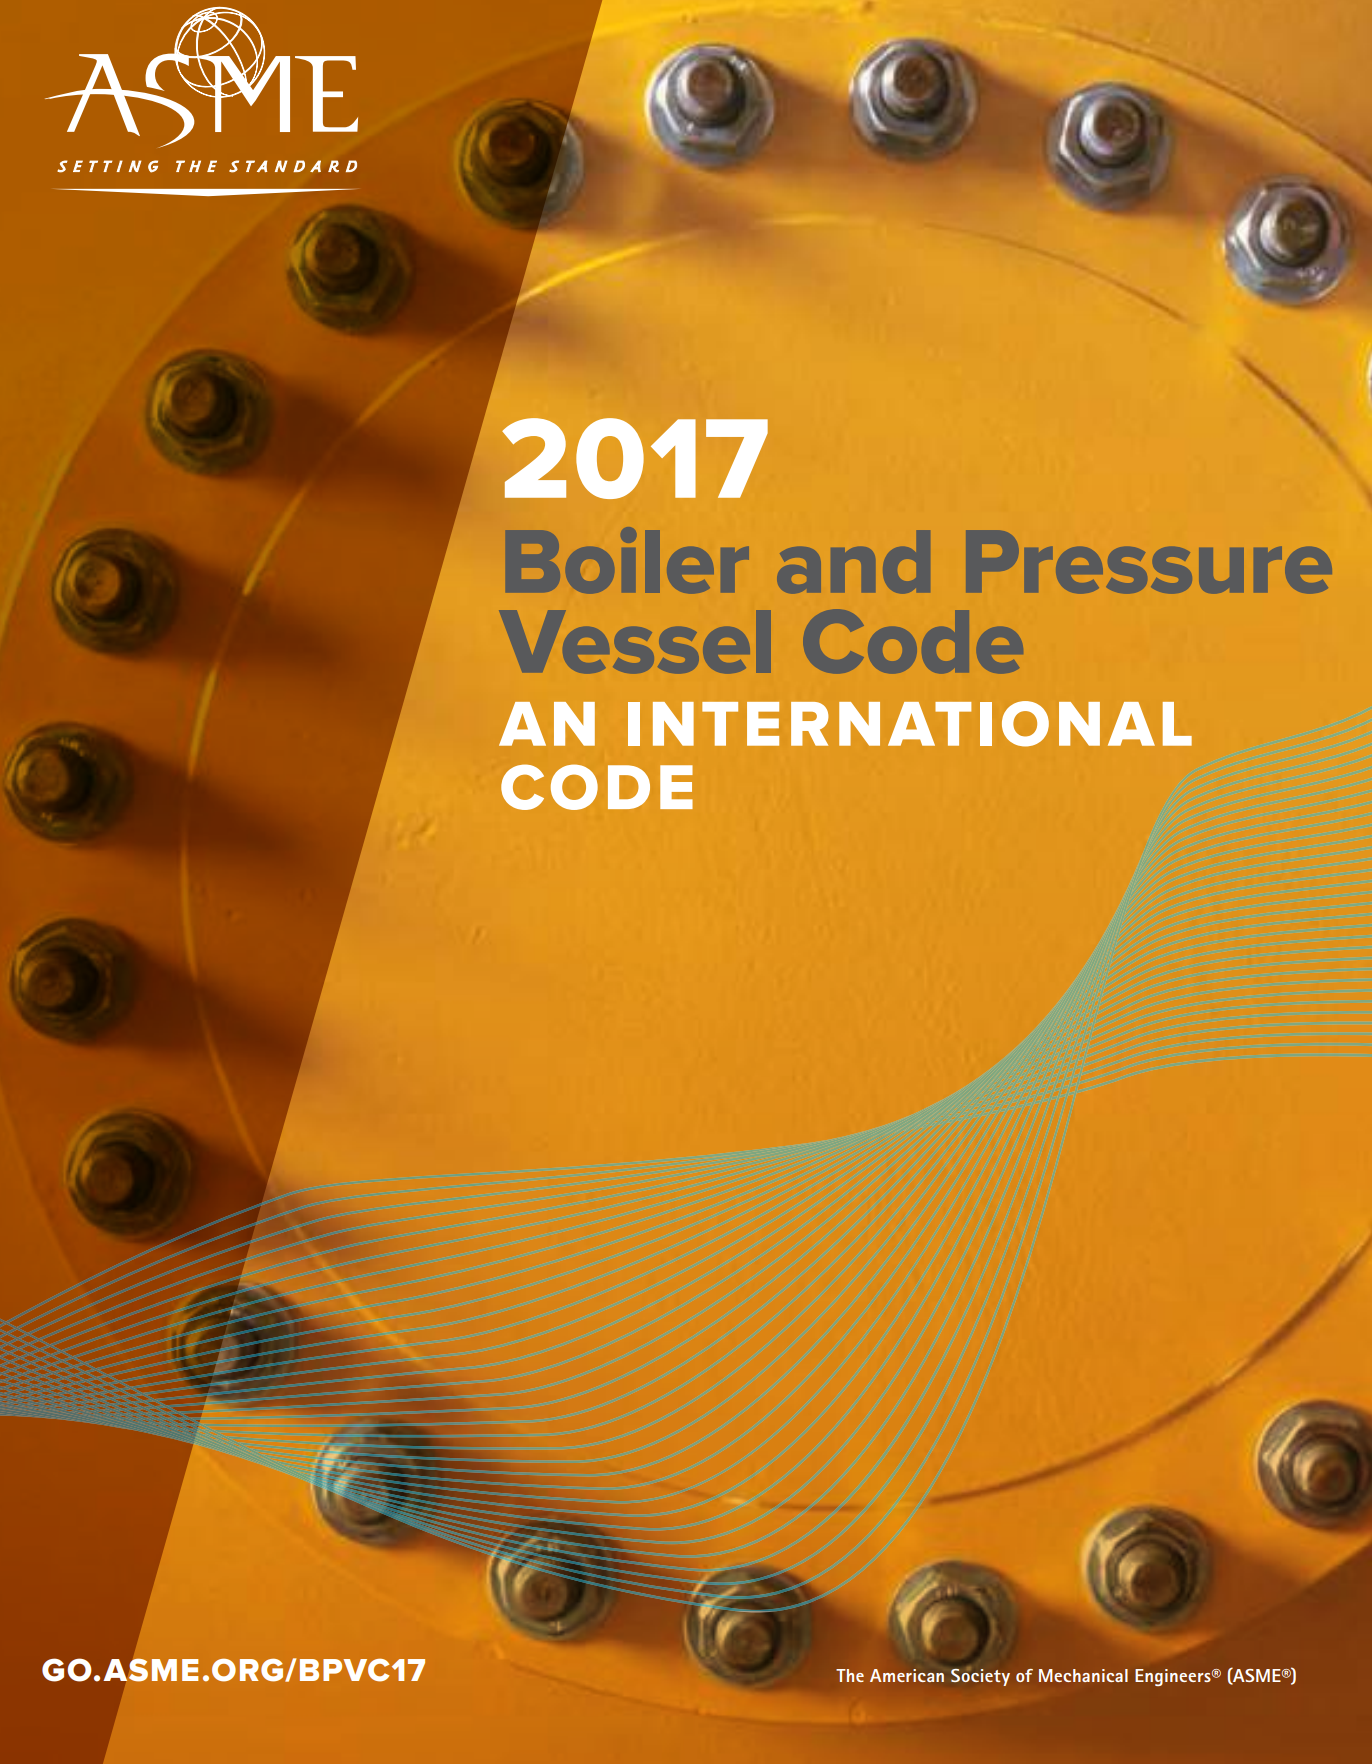 ASME
SETTING THE STANDARD
2017
Boiler and Pressure
Vessel Code
AN INTERNATIONAL
CODE
GO.ASME.ORG/BPVC17
The American Society of Mechanical Engineers® (ASME®)